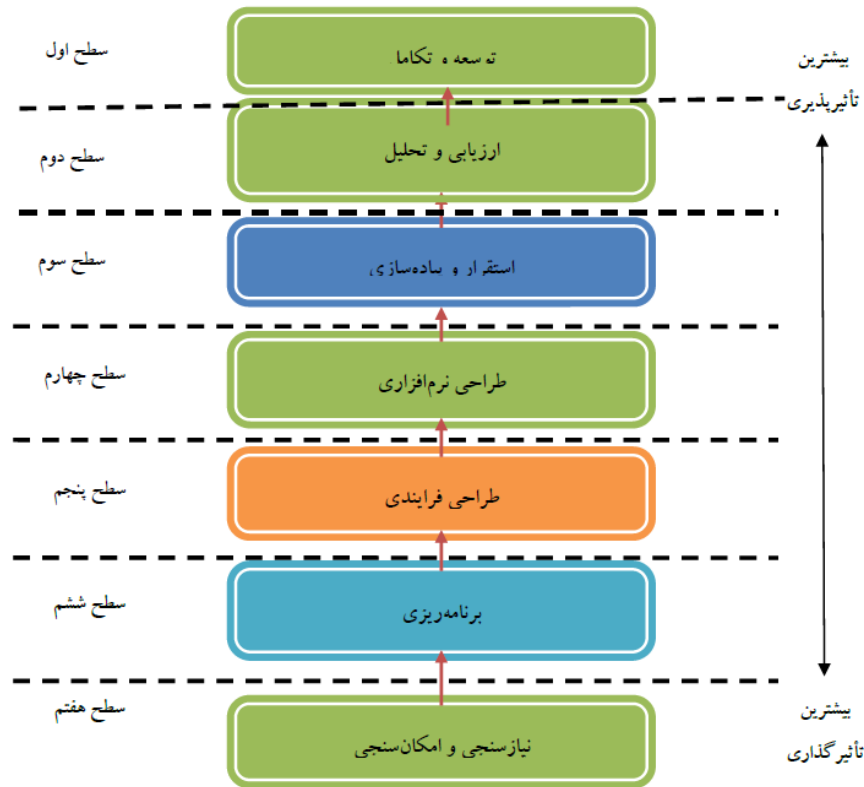 سطح اول
توسعه و تکاما
بیشترین
تأثیرپذیری
سطح دوم
ارزیابی و تحلیل
سطح سوم
استقرار و پیاده‌سازی
سطح چهارم
طراحی نرم‌افزاری
سطح پنجم
طراحی فرایندی
سطح ششم
برنامه‌ریزی
سطح هفتم
نیازسنجی و امکان‌سنجی
بیشترین
تأثیرگذاری